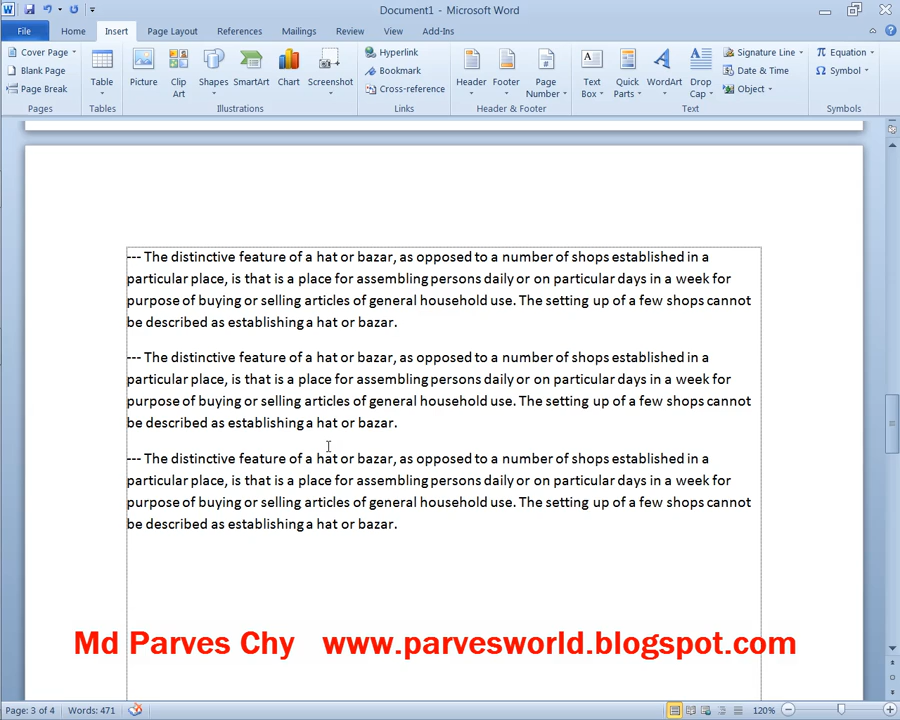 Document1 - Microsoft Word
File Home Insert Page Layout References Mailings Review View Add-Ins
Cover Page
Blank Page
Page Break
Pages
Table
Tables
Picture
Clip Art
Shapes
SmartArt
Chart
Screenshot
Illustrations
Hyperlink
Bookmark
Cross-reference
Links
Header
Footer
Page Number
Header & Footer
Text Box
Quick Parts
WordArt
Drop Cap
Signature Line
Date & Time
Object
Text
Equation
Symbol
Symbols
--- The distinctive feature of a hat or bazar, as opposed to a number of shops established in a
particular place, is that is a place for assembling persons daily or on particular days in a week for
purpose of buying or selling articles of general household use. The setting up of a few shops cannot
be described as establishing a hat or bazar.
--- The distinctive feature of a hat or bazar, as opposed to a number of shops established in a
particular place, is that is a place for assembling persons daily or on particular days in a week for
purpose of buying or selling articles of general household use. The setting up of a few shops cannot
be described as establishing a hat or bazar.
--- The distinctive feature of a hat or bazar, as opposed to a number of shops established in a
particular place, is that is a place for assembling persons daily or on particular days in a week for
purpose of buying or selling articles of general household use. The setting up of a few shops cannot
be described as establishing a hat or bazar.
Md Parves Chy www.parvesworld.blogspot.com
Page: 3 of 4 Words: 471 120%